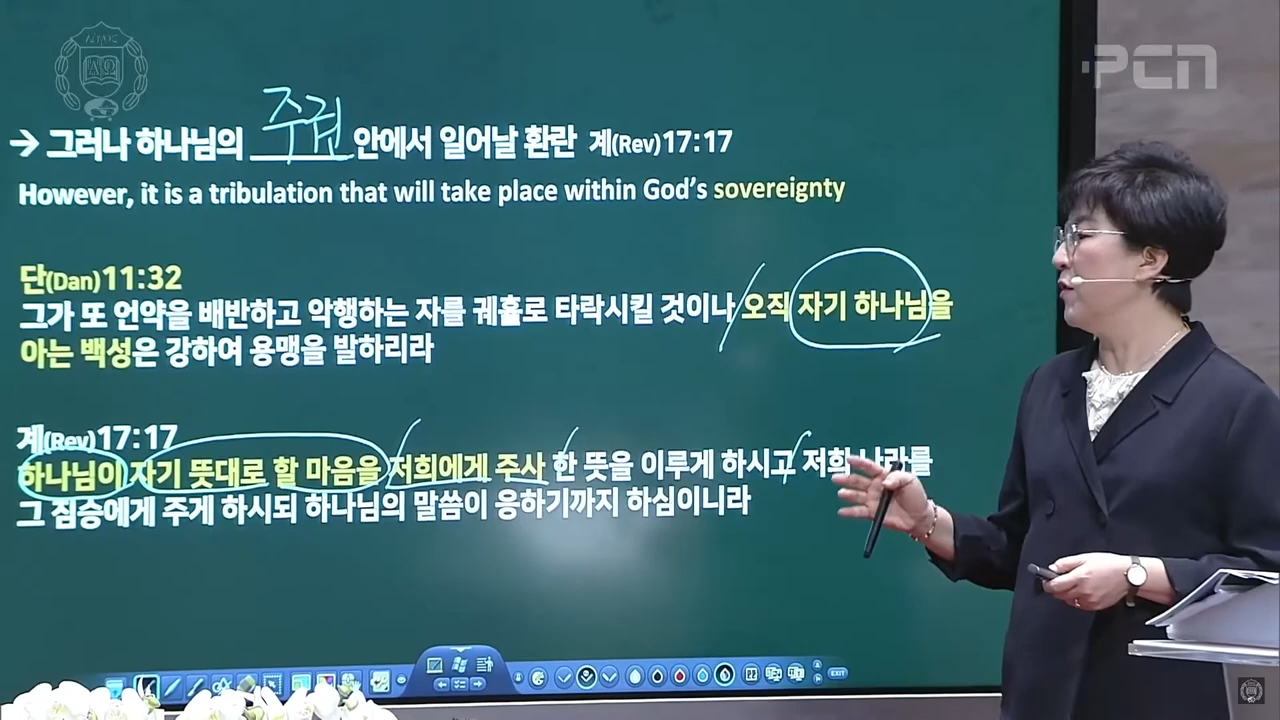 PCN
ΛΟΓΟΣ
ΑΩ
→ 그러나 하나님의 주권 안에서 일어날 환란 계(Rev)17:17
However, it is a tribulation that will take place within God's sovereignty
단(Dan)11:32
그가 또 언약을 배반하고 악행하는 자를 궤휼로 타락시킬 것이나 오직 자기 하나님을
아는 백성은 강하여 용맹을 발하리라
계(Rev)17:17
하나님이 자기 뜻대로 할 마음을 저희에게 주사 한 뜻을 이루게 하시고 저희 나라를
그 짐승에게 주게 하시되 하나님의 말씀이 응하기까지 하심이니라
EXIT